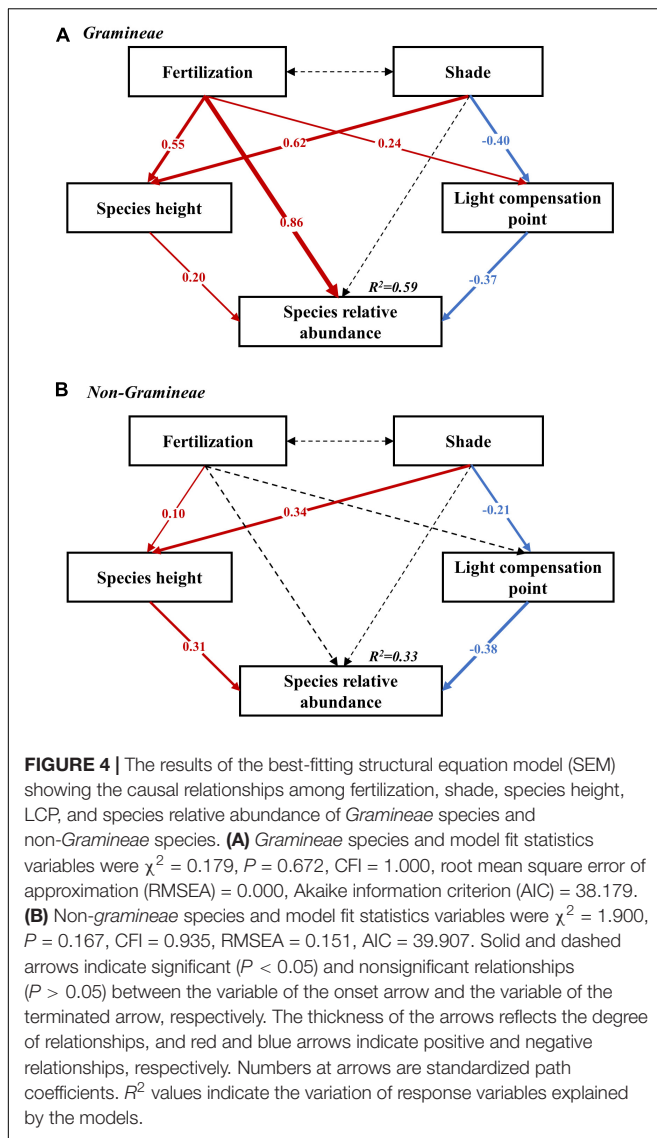 A Gramineae
Fertilization
Shade
0.55
0.62
0.24
-0.40
Species height
Light compensation
point
0.86
0.20
-0.37
R²=0.59
Species relative
abundance
B Non-Gramineae
Fertilization
Shade
0.10
0.34
-0.21
Species height
Light compensation
point
0.31
-0.38
R²=0.33
Species relative
abundance
FIGURE 4 | The results of the best-fitting structural equation model (SEM)
showing the causal relationships among fertilization, shade, species height,
LCP, and species relative abundance of Gramineae species and
non-Gramineae species. (A) Gramineae species and model fit statistics
variables were χ² = 0.179, P = 0.672, CFI = 1.000, root mean square error of
approximation (RMSEA) = 0.000, Akaike information criterion (AIC) = 38.179.
(B) Non-gramineae species and model fit statistics variables were χ² = 1.900,
P = 0.167, CFI = 0.935, RMSEA = 0.151, AIC = 39.907. Solid and dashed
arrows indicate significant (P < 0.05) and nonsignificant relationships
(P > 0.05) between the variable of the onset arrow and the variable of the
terminated arrow, respectively. The thickness of the arrows reflects the degree
of relationships, and red and blue arrows indicate positive and negative
relationships, respectively. Numbers at arrows are standardized path
coefficients. R² values indicate the variation of response variables explained
by the models.